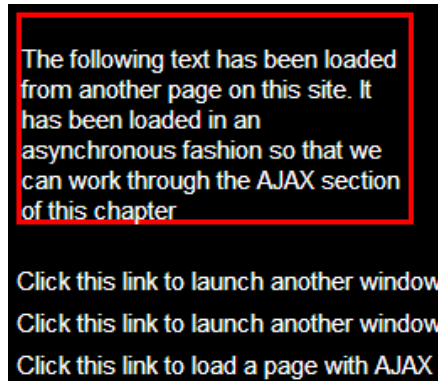 The following text has been loaded
from another page on this site. It
has been loaded in an
asynchronous fashion so that we
can work through the AJAX section
of this chapter
Click this link to launch another window
Click this link to launch another window
Click this link to load a page with AJAX